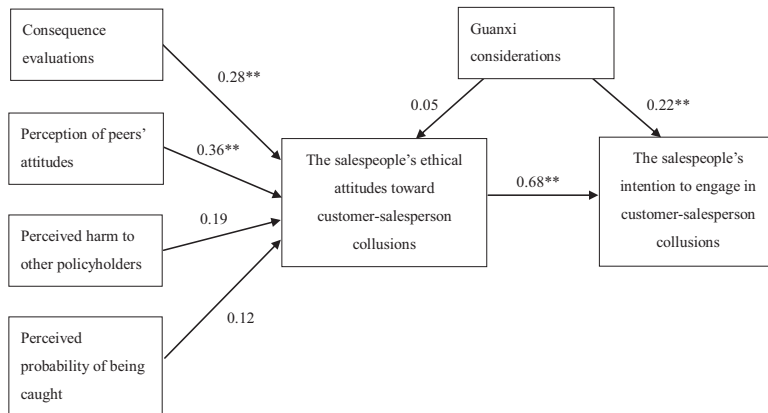 Consequence
evaluations
Guanxi
considerations
0.28**
0.05
0.22**
Perception of peers’
attitudes
0.36**
The salespeople’s ethical
attitudes toward
customer-salesperson
collusions
0.68**
The salespeople’s
intention to engage in
customer-salesperson
collusions
Perceived harm to
other policyholders
0.19
0.12
Perceived
probability of being
caught